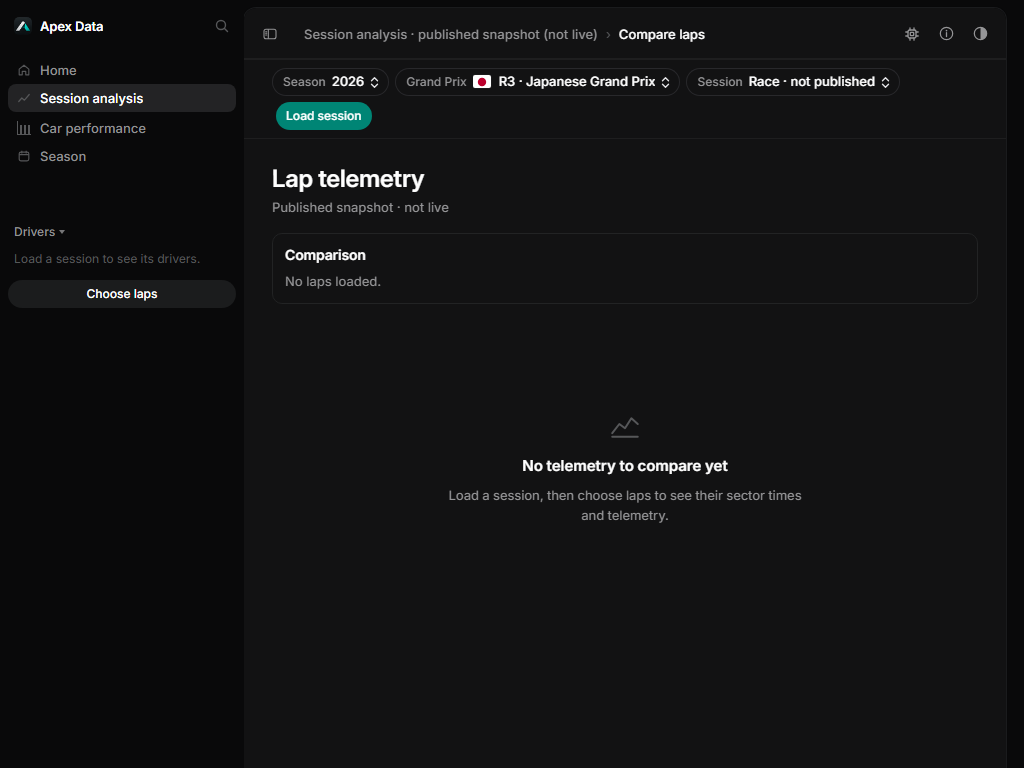 Apex Data
Home
Session analysis
Car performance
Season
Drivers
Load a session to see its drivers.
Choose laps
Session analysis · published snapshot (not live) › Compare laps
Season 2026
Grand Prix R3 · Japanese Grand Prix
Session Race · not published
Load session
Lap telemetry
Published snapshot · not live
Comparison
No laps loaded.
No telemetry to compare yet
Load a session, then choose laps to see their sector times
and telemetry.